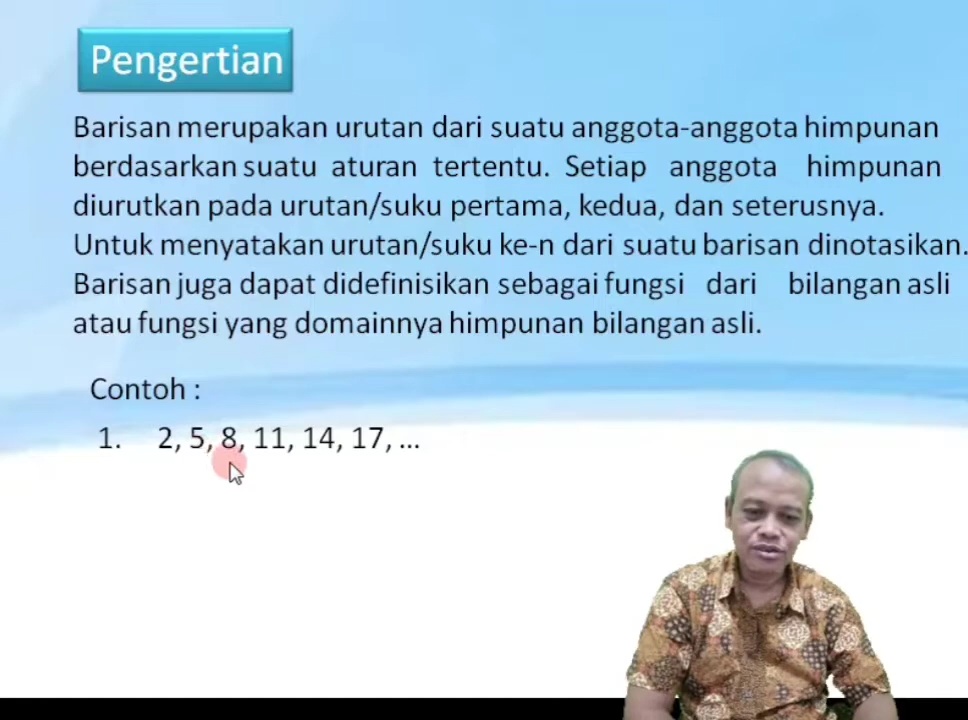 Pengertian
Barisan merupakan urutan dari suatu anggota-anggota himpunan
berdasarkan suatu aturan tertentu. Setiap anggota himpunan
diurutkan pada urutan/suku pertama, kedua, dan seterusnya.
Untuk menyatakan urutan/suku ke-n dari suatu barisan dinotasikan.
Barisan juga dapat didefinisikan sebagai fungsi dari bilangan asli
atau fungsi yang domainnya himpunan bilangan asli.
Contoh :
1. 2, 5, 8, 11, 14, 17, ...